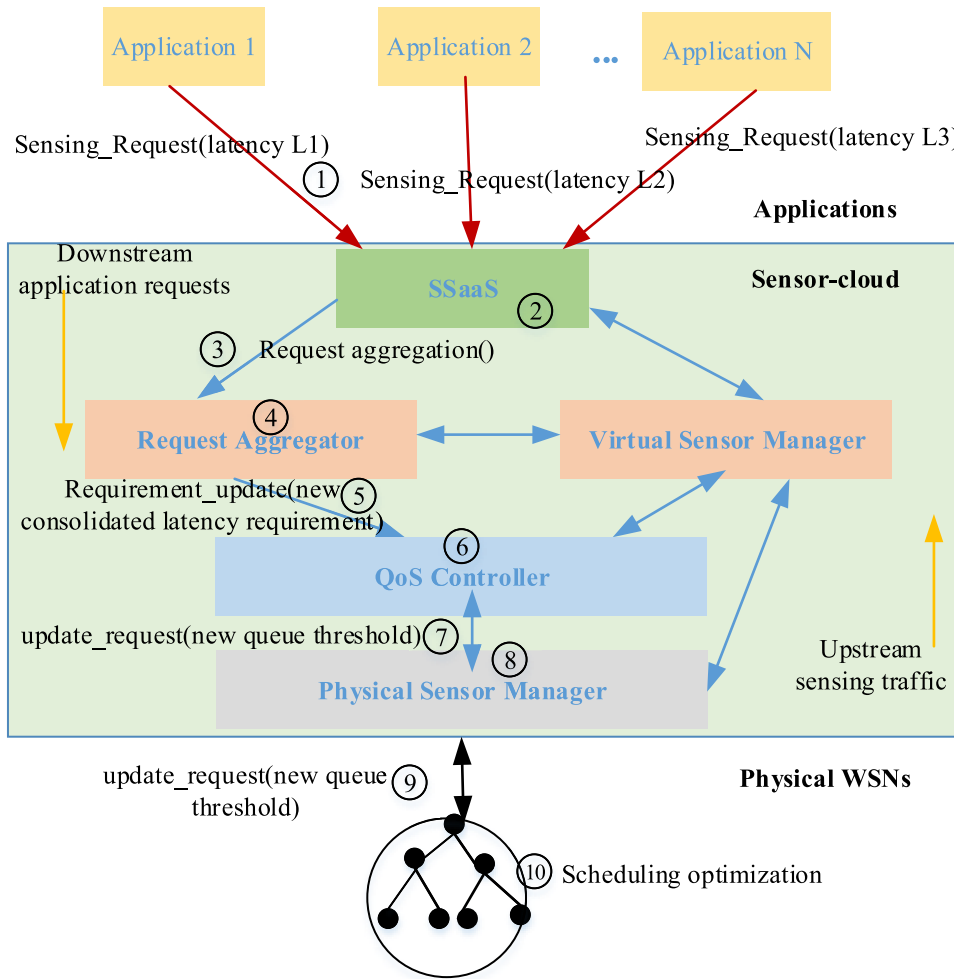 Application 1
Application 2
...
Application N
Sensing_Request(latency L1)
Sensing_Request(latency L3)
1
Sensing_Request(latency L2)
Applications
Downstream
application requests
Sensor-cloud
SSaaS
2
3
Request aggregation()
4
Request Aggregator
Virtual Sensor Manager
Requirement_update(new
consolidated latency requirement)
5
6
QoS Controller
update_request(new queue threshold)
7
8
Physical Sensor Manager
Upstream
sensing traffic
update_request(new queue
threshold)
9
Physical WSNs
10
Scheduling optimization